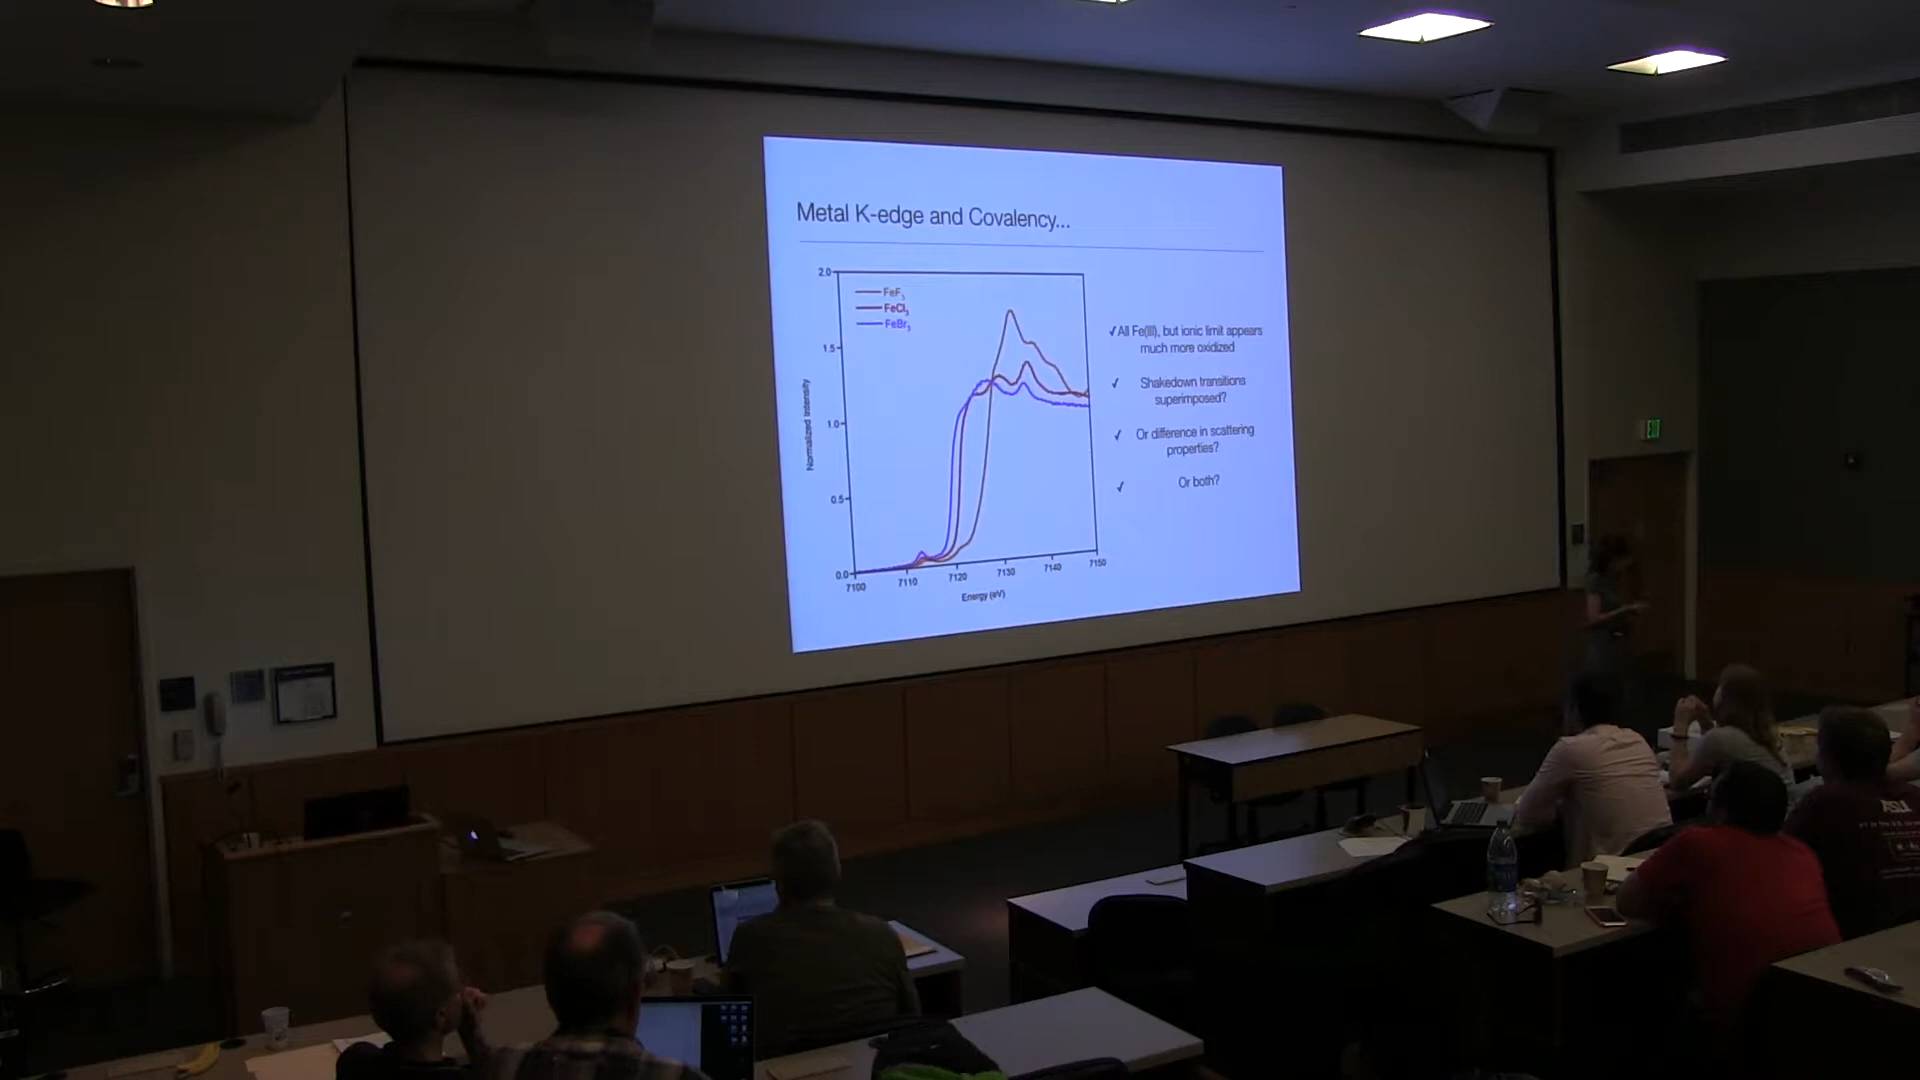 Metal K-edge and Covalency...
2.0
FeF3
FeCl3
FeBr3
1.5
1.0
0.5
0.0
Normalized Intensity
7100
7110
7120
7130
7140
7150
Energy (eV)
✓ All Fe(III), but ionic limit appears
much more oxidized
✓ Shakedown transitions
superimposed?
✓ Or difference in scattering
properties?
✓ Or both?
ASU